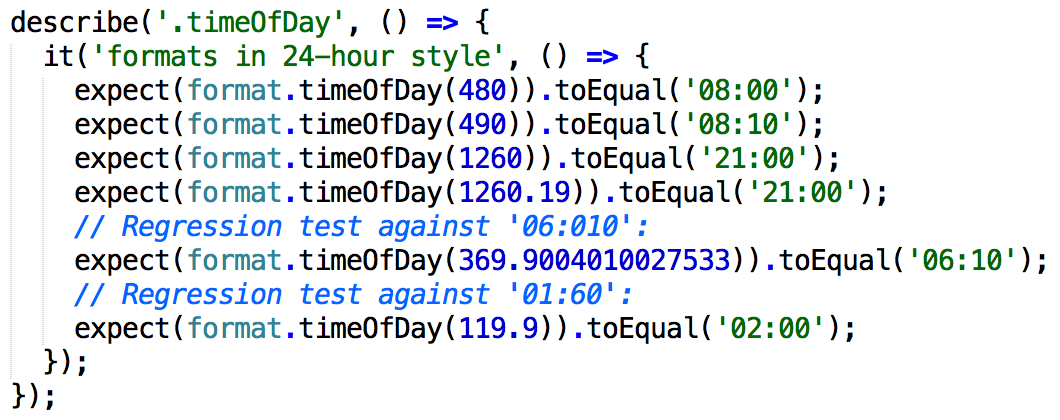 describe('.timeOfDay', () => {
  it('formats in 24-hour style', () => {
    expect(format.timeOfDay(480)).toEqual('08:00');
    expect(format.timeOfDay(490)).toEqual('08:10');
    expect(format.timeOfDay(1260)).toEqual('21:00');
    expect(format.timeOfDay(1260.19)).toEqual('21:00');
    // Regression test against '06:010':
    expect(format.timeOfDay(369.9004010027533)).toEqual('06:10');
    // Regression test against '01:60':
    expect(format.timeOfDay(119.9)).toEqual('02:00');
  });
});